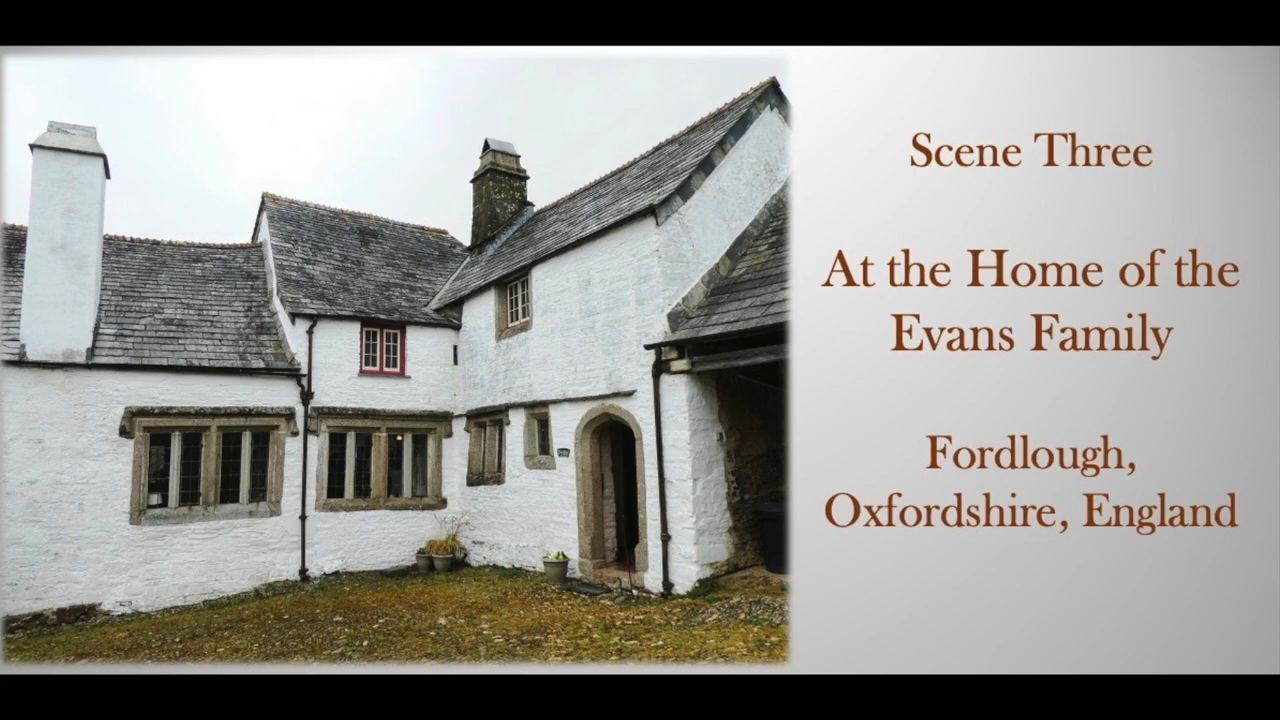 Scene Three
At the Home of the
Evans Family
Fordlough,
Oxfordshire, England